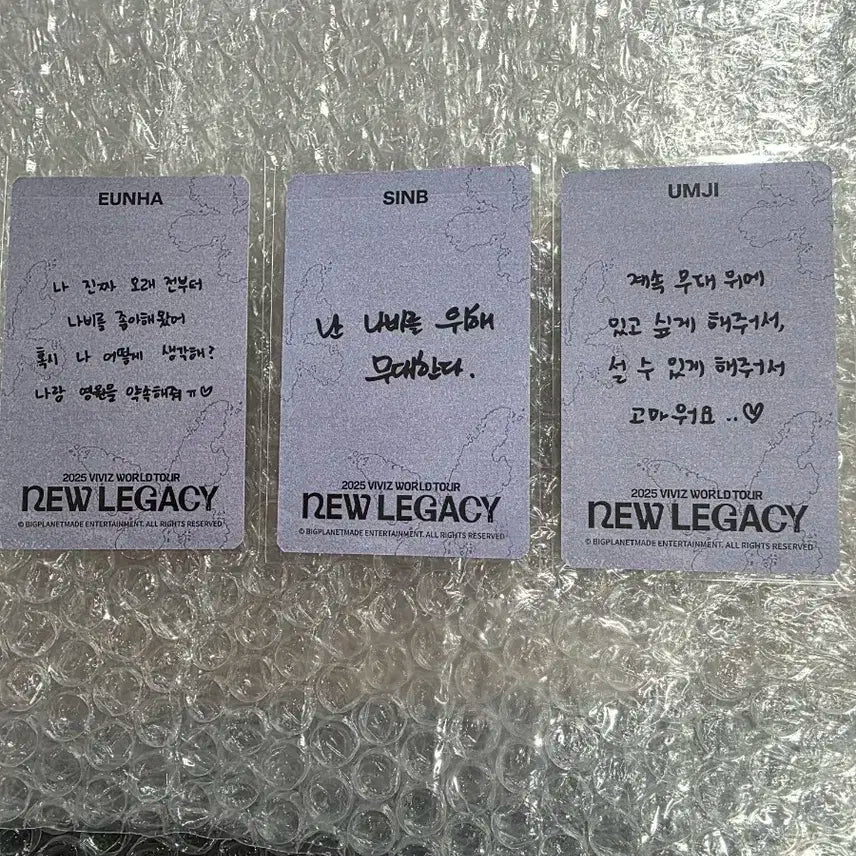 EUNHA
나 진짜 오래 전부터
나비를 좋아해왔어
혹시 나 어떻게 생각해?
나랑 영원을 약속해줘 ㅠ♡
2025 VIVIZ WORLD TOUR
NEW LEGACY
© BIGPLANETMADE ENTERTAINMENT. ALL RIGHTS RESERVED
SINB
난 나비를 위해
무대한다.
2025 VIVIZ WORLD TOUR
NEW LEGACY
© BIGPLANETMADE ENTERTAINMENT. ALL RIGHTS RESERVED
UMJI
계속 무대 위에
있고 싶게 해주어서,
설 수 있게 해주어서
고마워요..♡
2025 VIVIZ WORLD TOUR
NEW LEGACY
© BIGPLANETMADE ENTERTAINMENT. ALL RIGHTS RESERVED